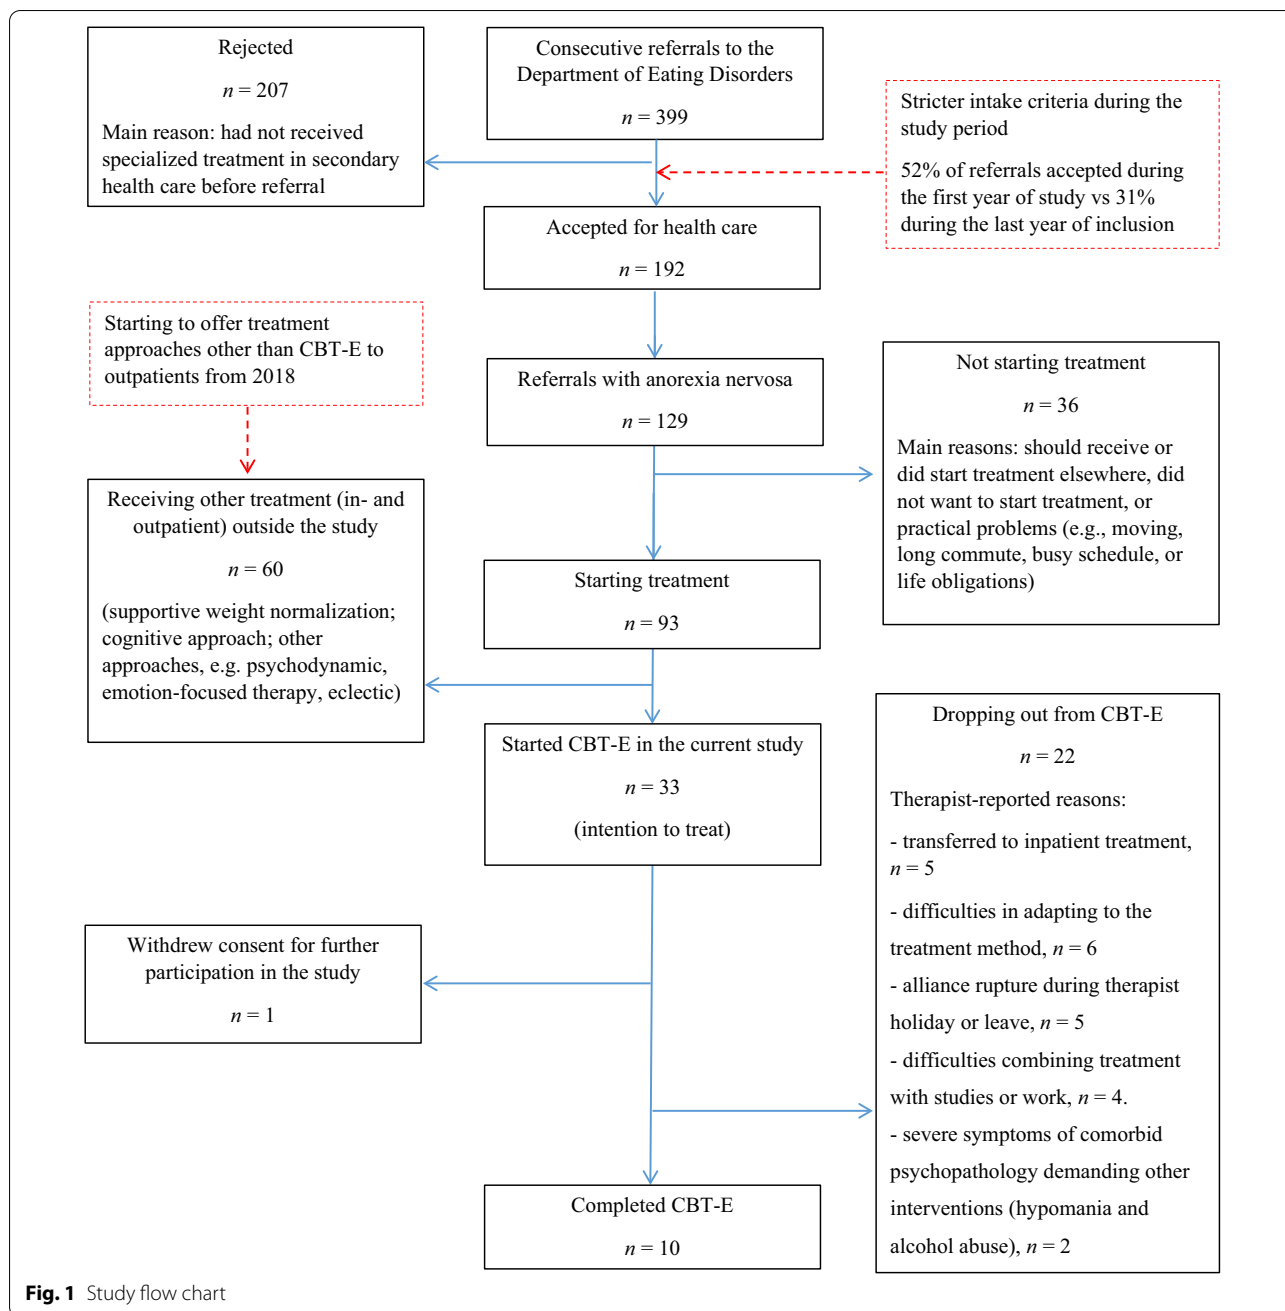 Rejected
n = 207
Main reason: had not received
specialized treatment in secondary
health care before referral
Consecutive referrals to the
Department of Eating Disorders
n = 399
Stricter intake criteria during the
study period
52% of referrals accepted during
the first year of study vs 31%
during the last year of inclusion
Accepted for health care
n = 192
Starting to offer treatment
approaches other than CBT-E to
outpatients from 2018
Referrals with anorexia nervosa
n = 129
Not starting treatment
n = 36
Main reasons: should receive or
did start treatment elsewhere, did
not want to start treatment, or
practical problems (e.g., moving,
long commute, busy schedule, or
life obligations)
Receiving other treatment (in- and
outpatient) outside the study
n = 60
(supportive weight normalization;
cognitive approach; other
approaches, e.g. psychodynamic,
emotion-focused therapy, eclectic)
Starting treatment
n = 93
Started CBT-E in the current study
n = 33
(intention to treat)
Dropping out from CBT-E
n = 22
Therapist-reported reasons:
- transferred to inpatient treatment,
n = 5
- difficulties in adapting to the
treatment method, n = 6
- alliance rupture during therapist
holiday or leave, n = 5
- difficulties combining treatment
with studies or work, n = 4.
- severe symptoms of comorbid
psychopathology demanding other
interventions (hypomania and
alcohol abuse), n = 2
Withdrew consent for further
participation in the study
n = 1
Completed CBT-E
n = 10
Fig. 1 Study flow chart